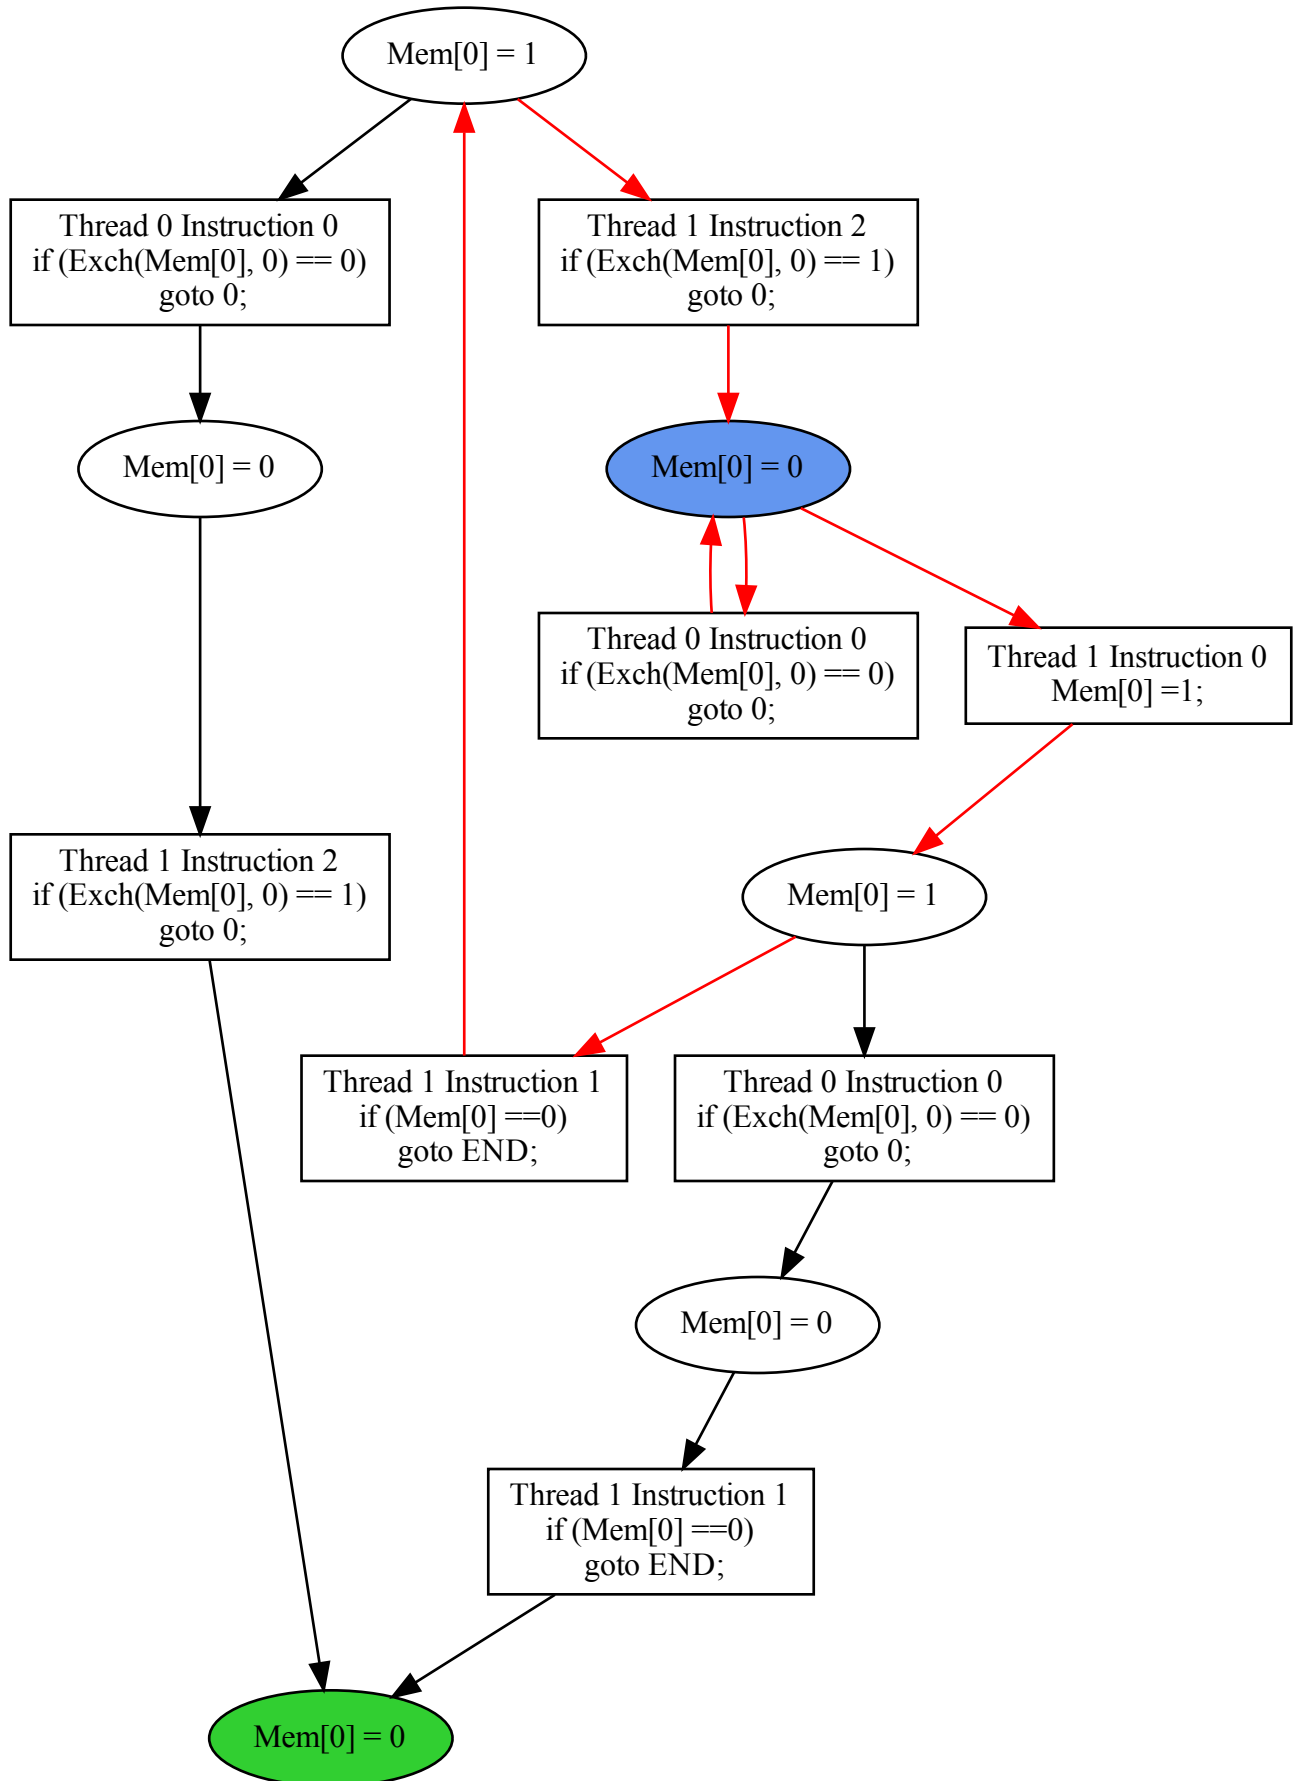 Mem[0] = 1
Thread 0 Instruction 0
if (Exch(Mem[0], 0) == 0)
goto 0;
Thread 1 Instruction 2
if (Exch(Mem[0], 0) == 1)
goto 0;
Mem[0] = 0
Mem[0] = 0
Thread 0 Instruction 0
if (Exch(Mem[0], 0) == 0)
goto 0;
Thread 1 Instruction 0
Mem[0] =1;
Thread 1 Instruction 2
if (Exch(Mem[0], 0) == 1)
goto 0;
Mem[0] = 1
Thread 1 Instruction 1
if (Mem[0] ==0)
goto END;
Thread 0 Instruction 0
if (Exch(Mem[0], 0) == 0)
goto 0;
Mem[0] = 0
Thread 1 Instruction 1
if (Mem[0] ==0)
goto END;
Mem[0] = 0